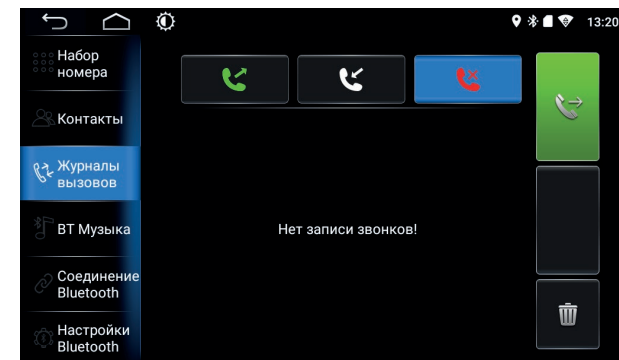 13:20
Набор
номера
Контакты
Журналы
вызовов
BT Музыка
Соединение
Bluetooth
Настройки
Bluetooth
Нет записи звонков!